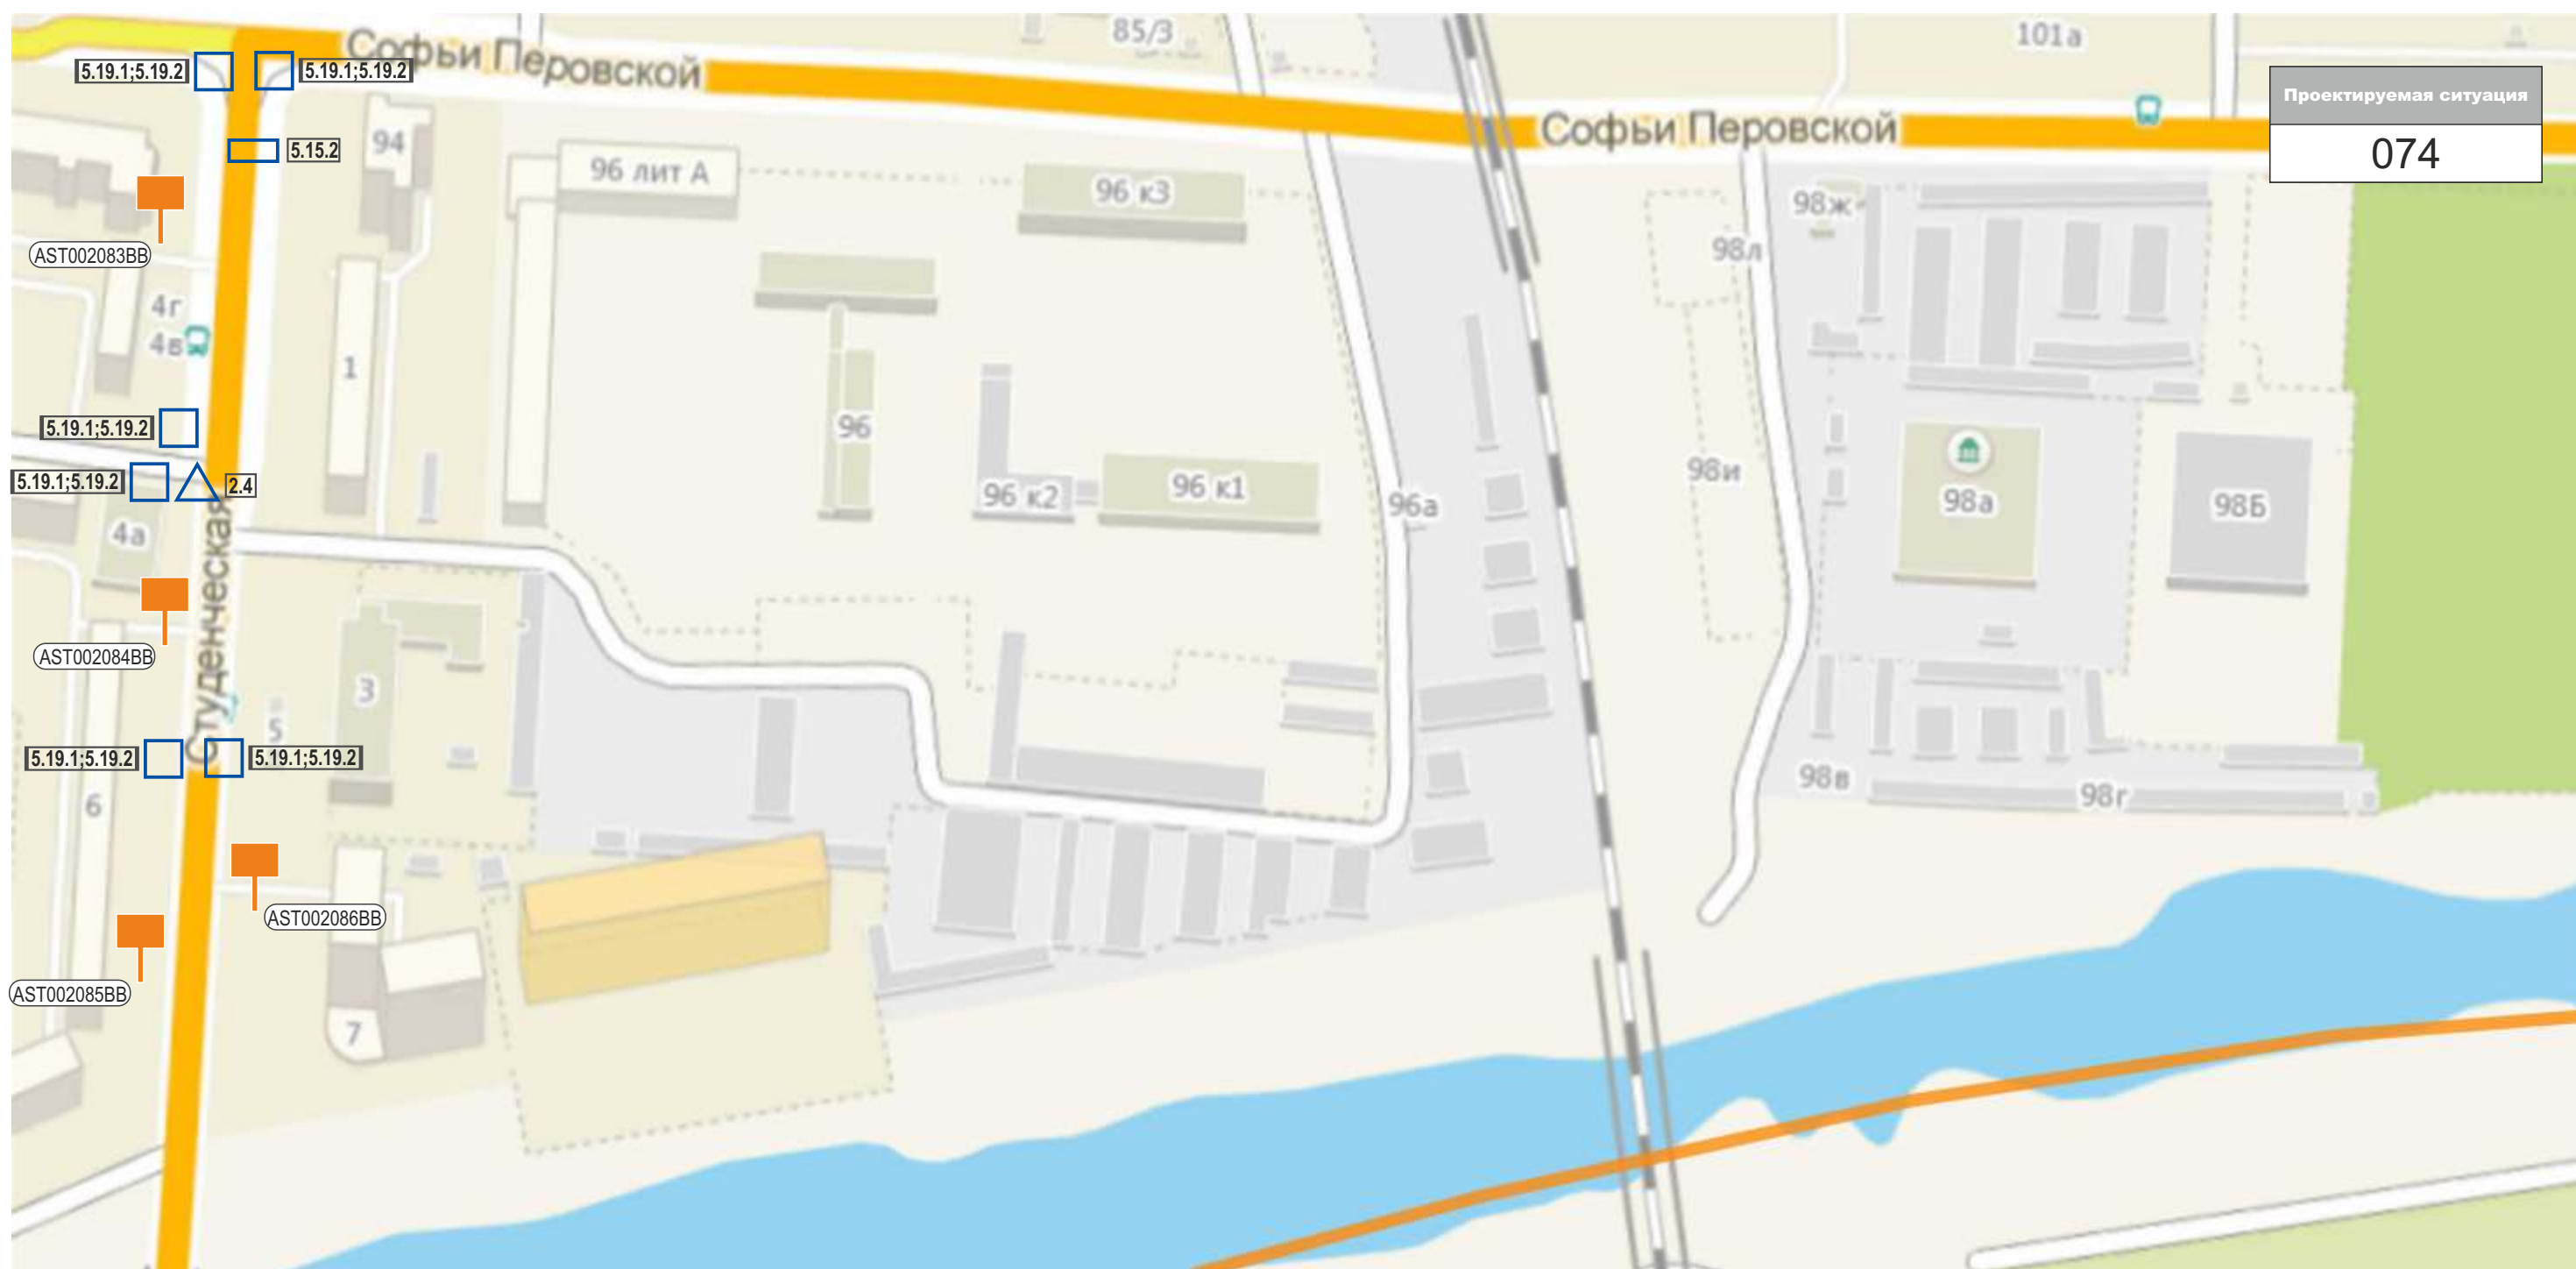 85/3
101а
Софьи Перовской
5.19.1;5.19.2
5.19.1;5.19.2
Проектируемая ситуация
074
Софьи Перовской
94
5.15.2
96 лит А
96 к3
98ж
AST002083BB
98л
4г
4в
1
5.19.1;5.19.2
96
5.19.1;5.19.2
2.4
96 к2
96 к1
96а
98и
98а
98Б
4а
Студенческая
AST002084BB
3
5
5.19.1;5.19.2
5.19.1;5.19.2
98в
98г
6
AST002086BB
AST002085BB
7